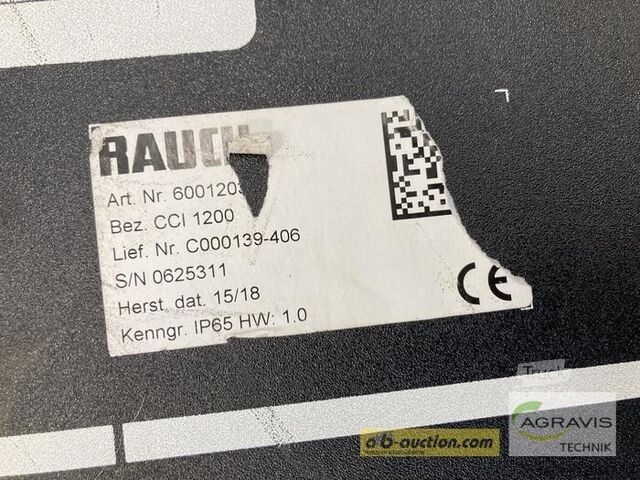 RAUCH
Art. Nr. 600120
Bez. CCI 1200
Lief. Nr. C000139-406
S/N 0625311
Herst. dat. 15/18
Kenngr. IP65 HW: 1.0
CE
Truck
AGRAVIS
TECHNIK
ab-auction.com